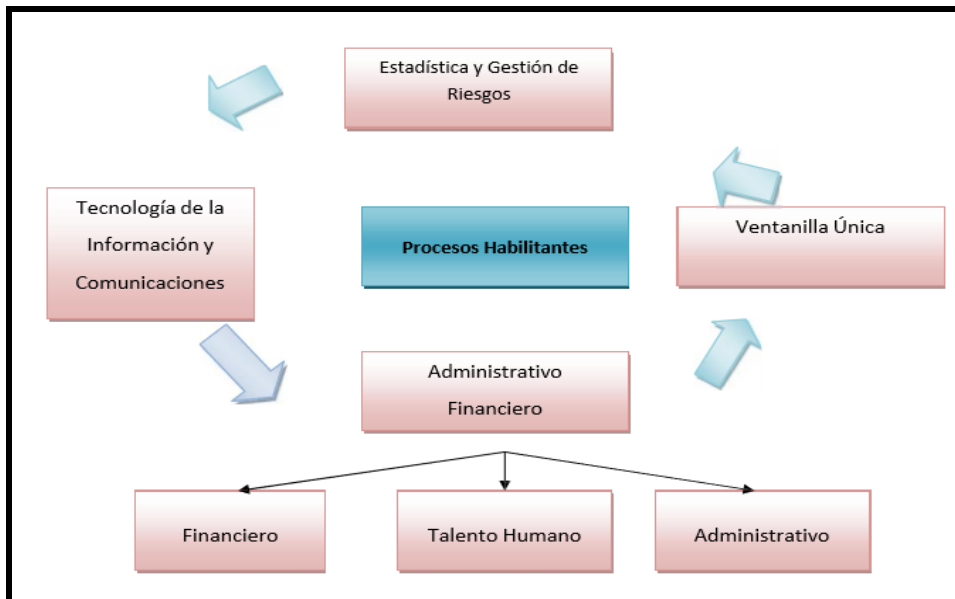 Estadística y Gestión de
Riesgos
Tecnología de la
Información y
Comunicaciones
Procesos Habilitantes
Ventanilla Única
Administrativo
Financiero
Financiero
Talento Humano
Administrativo